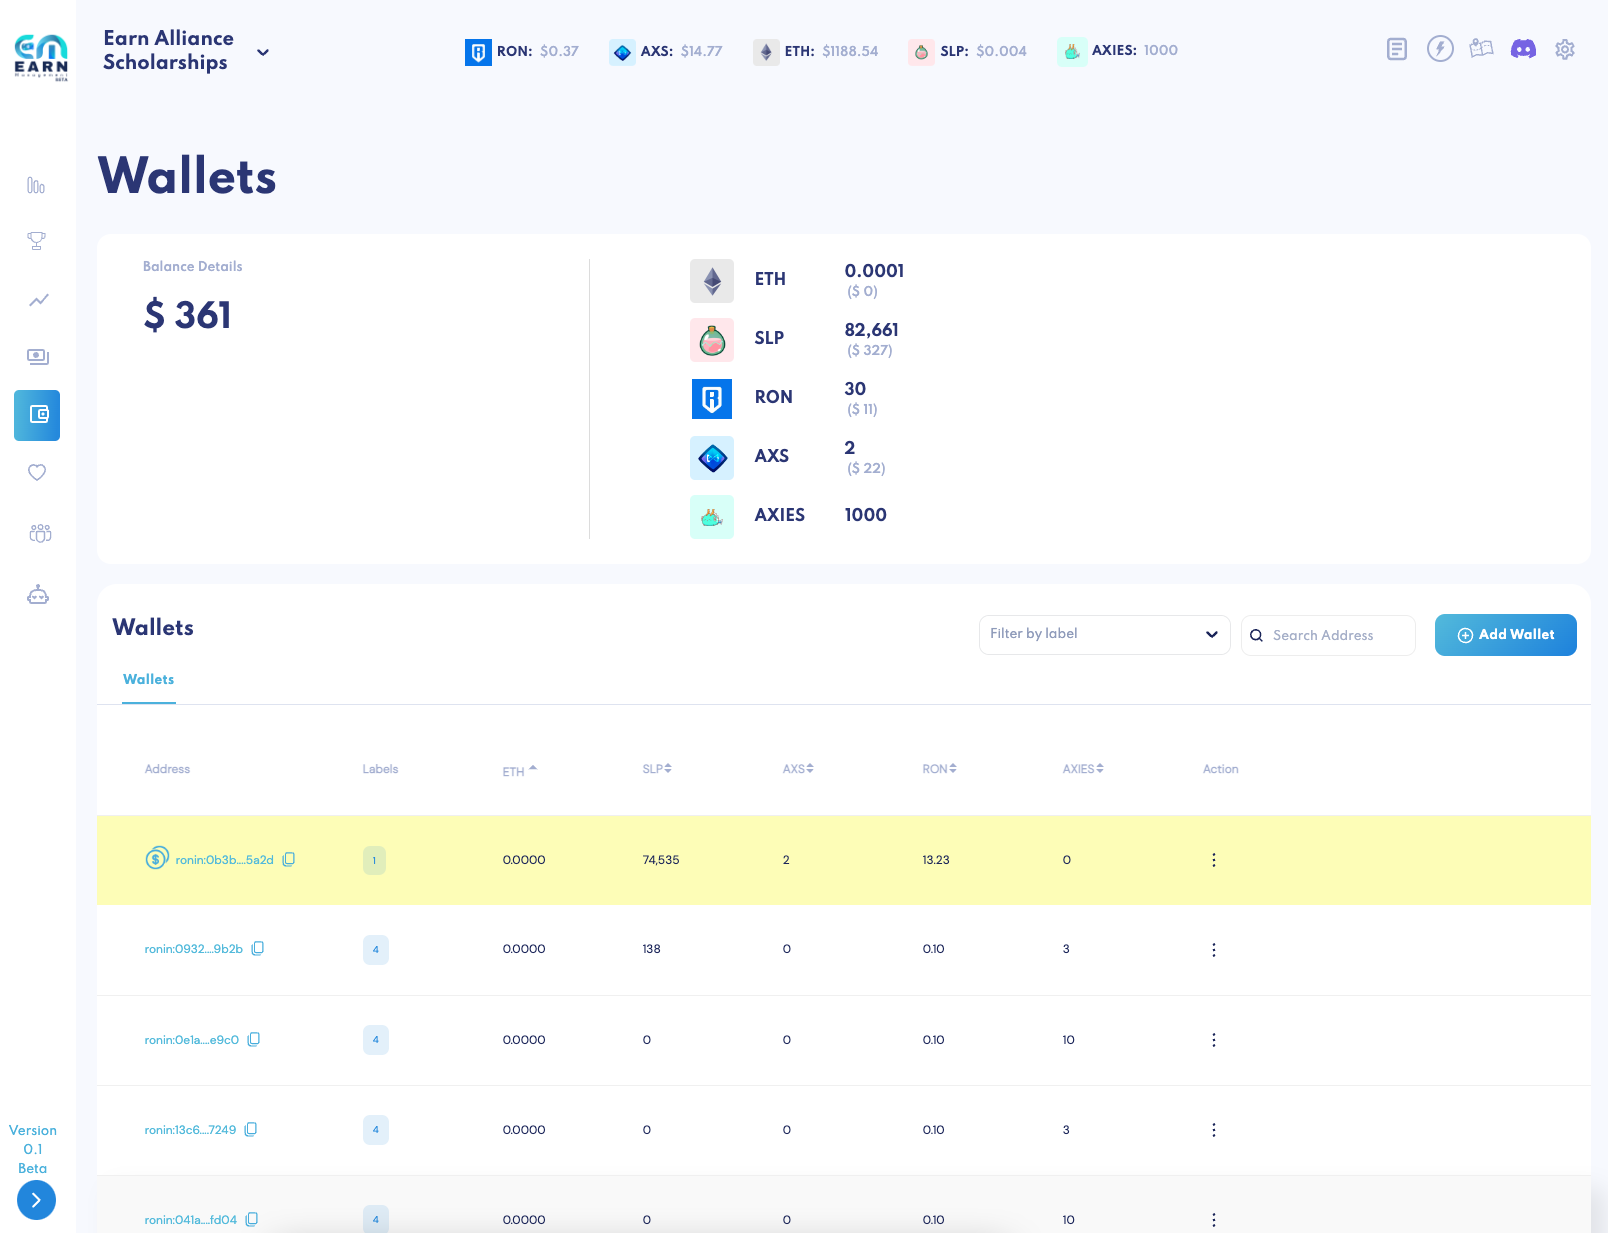 EARN
Management
BETA
Earn Alliance
Scholarships
RON: $0.37
AXS: $14.77
ETH: $1188.54
SLP: $0.004
AXIES: 1000
Wallets
Balance Details
$ 361
ETH 0.0001
($ 0)
SLP 82,661
($ 327)
RON 30
($ 11)
AXS 2
($ 22)
AXIES 1000
Wallets
Filter by label
Search Address
Add Wallet
Wallets
Address Labels ETH SLP AXS RON AXIES Action
ronin:0b3b....5a2d 1 0.0000 74,535 2 13.23 0
ronin:0932....9b2b 4 0.0000 138 0 0.10 3
ronin:0e1a....e9c0 4 0.0000 0 0 0.10 10
ronin:13c6....7249 4 0.0000 0 0 0.10 3
ronin:041a....fd04 4 0.0000 0 0 0.10 10
Version
0.1
Beta